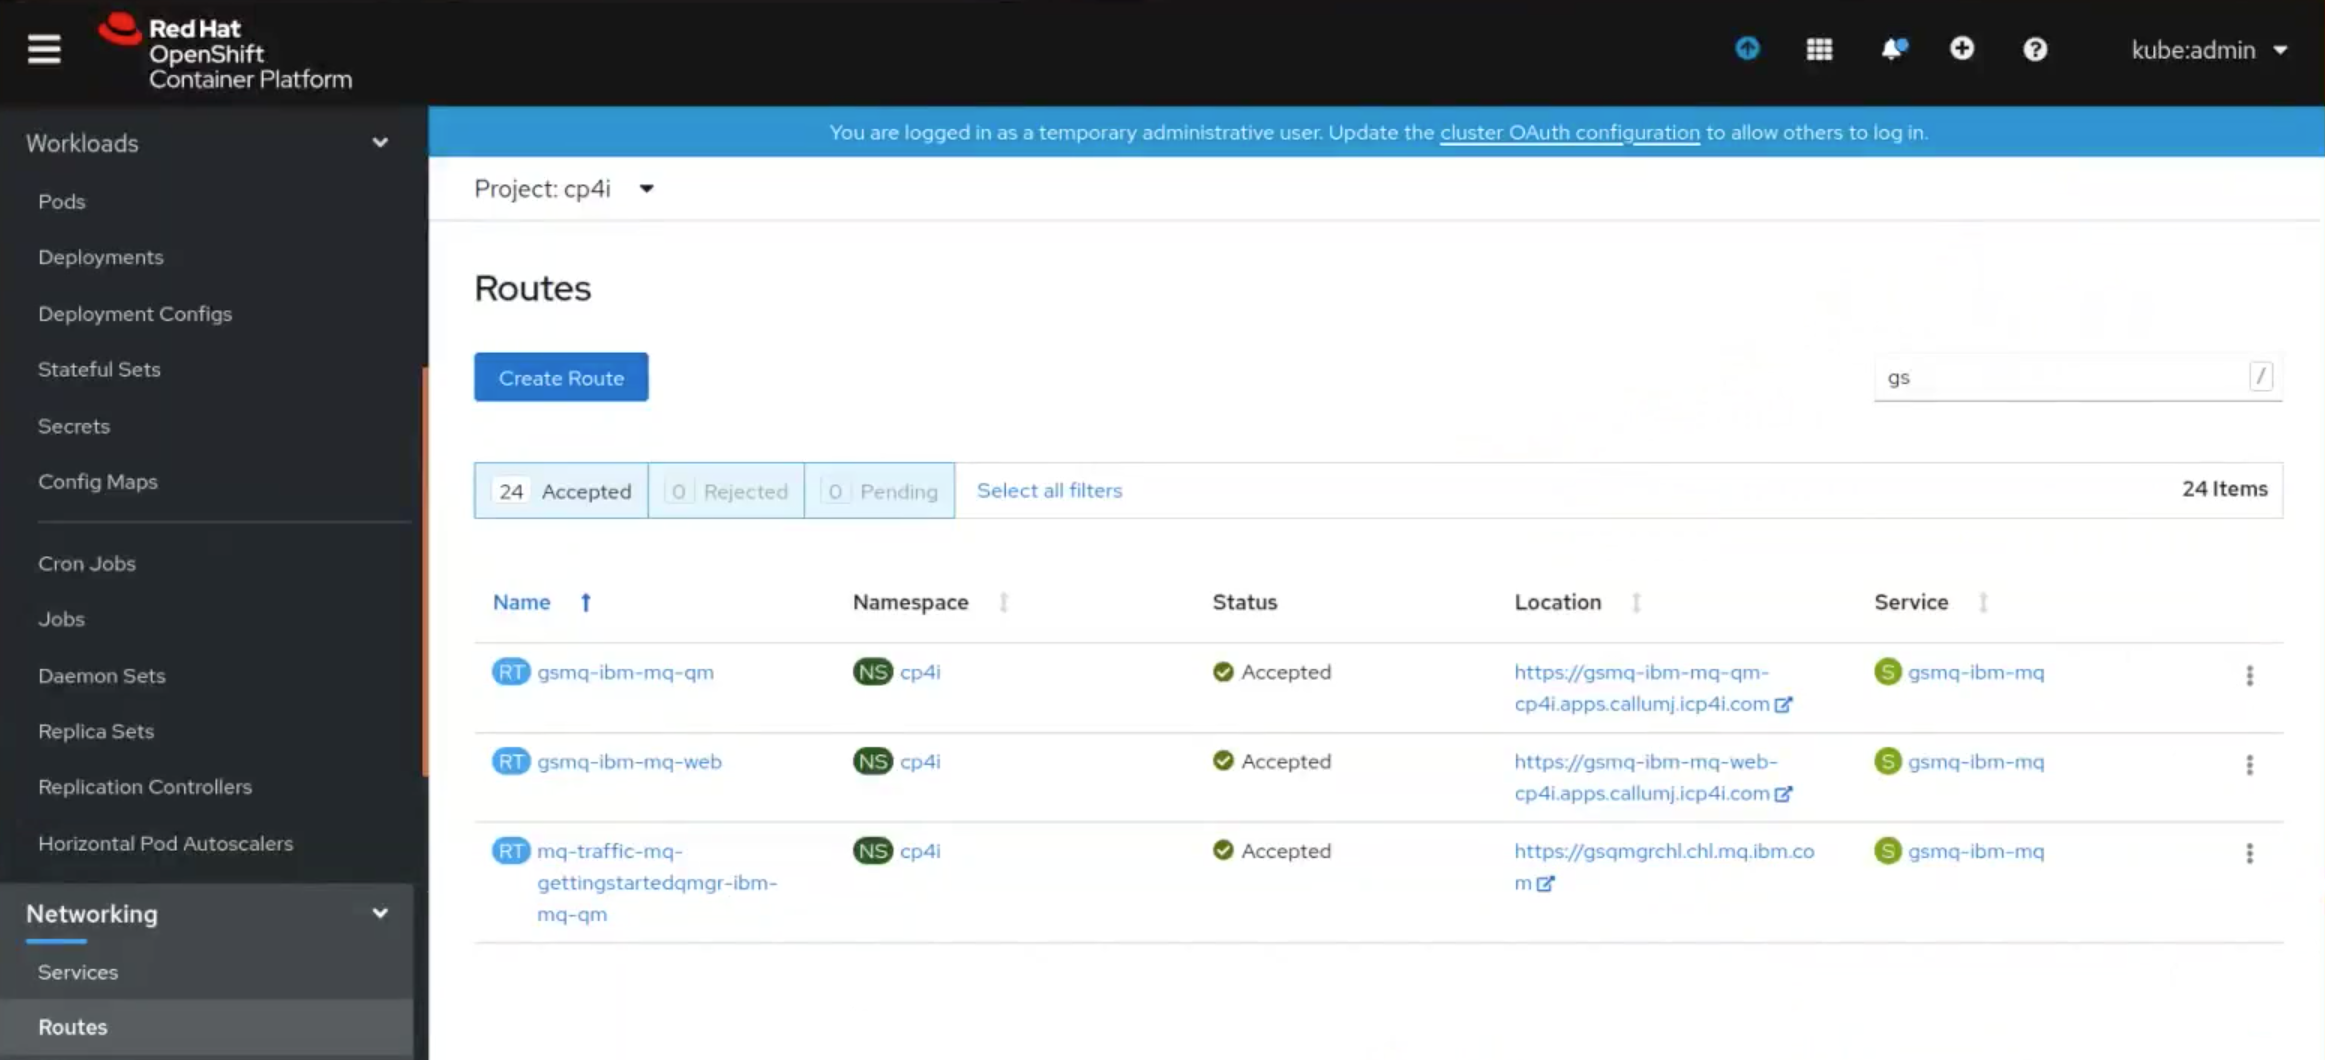 Red Hat
OpenShift
Container Platform
kube:admin
Workloads
Pods
Deployments
Deployment Configs
Stateful Sets
Secrets
Config Maps
Cron Jobs
Jobs
Daemon Sets
Replica Sets
Replication Controllers
Horizontal Pod Autoscalers
Networking
Services
Routes
You are logged in as a temporary administrative user. Update the cluster OAuth configuration to allow others to log in.
Project: cp4i
Routes
Create Route
gs /
24 Accepted 0 Rejected 0 Pending Select all filters 24 Items
Name Namespace Status Location Service
RT gsmq-ibm-mq-qm NS cp4i Accepted https://gsmq-ibm-mq-qm- S gsmq-ibm-mq
cp4i.apps.callumj.icp4i.com
RT gsmq-ibm-mq-web NS cp4i Accepted https://gsmq-ibm-mq-web- S gsmq-ibm-mq
cp4i.apps.callumj.icp4i.com
RT mq-traffic-mq- NS cp4i Accepted https://gsqmgrchl.chl.mq.ibm.co S gsmq-ibm-mq
gettingstartedqmgr-ibm- m
mq-qm